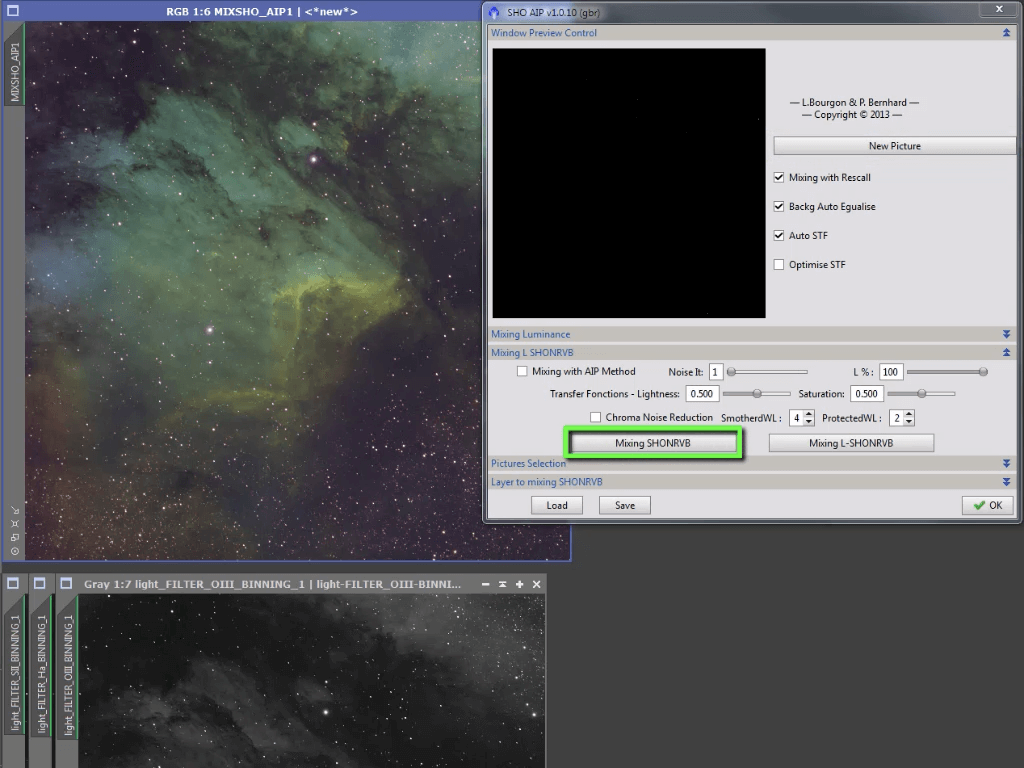 RGB 1:6 MIXSHO_AIP1 | <*new*>
MIXSHO_AIP1
SHO AIP v1.0.10 (gbr)
Window Preview Control
— L.Bourgon & P. Bernhard —
— Copyright © 2013 —
New Picture
Mixing with Rescall
Backg Auto Equalise
Auto STF
Optimise STF
Mixing Luminance
Mixing L SHONRVB
Mixing with AIP Method Noise It: 1 L % : 100
Transfer Fonctions - Lightness: 0.500 Saturation: 0.500
Chroma Noise Reduction SmotherdWL : 4 ProtectedWL : 2
Mixing SHONRVB Mixing L-SHONRVB
Pictures Selection
Layer to mixing SHONRVB
Load Save OK
Gray 1:7 light_FILTER_OIII_BINNING_1 | light-FILTER_OIII-BINNI...
light_FILTER_SII_BINNING_1
light_FILTER_Ha_BINNING_1
light_FILTER_OIII_BINNING_1